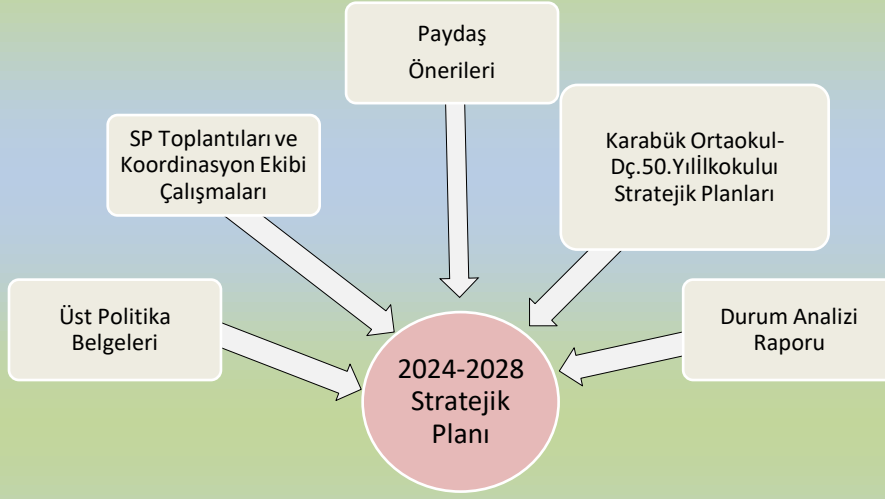 Paydaş
Önerileri
SP Toplantıları ve
Koordinasyon Ekibi
Çalışmaları
Karabük Ortaokul-
Dç.50.Yılİlkokuluı
Stratejik Planları
Üst Politika
Belgeleri
Durum Analizi
Raporu
2024-2028
Stratejik
Planı